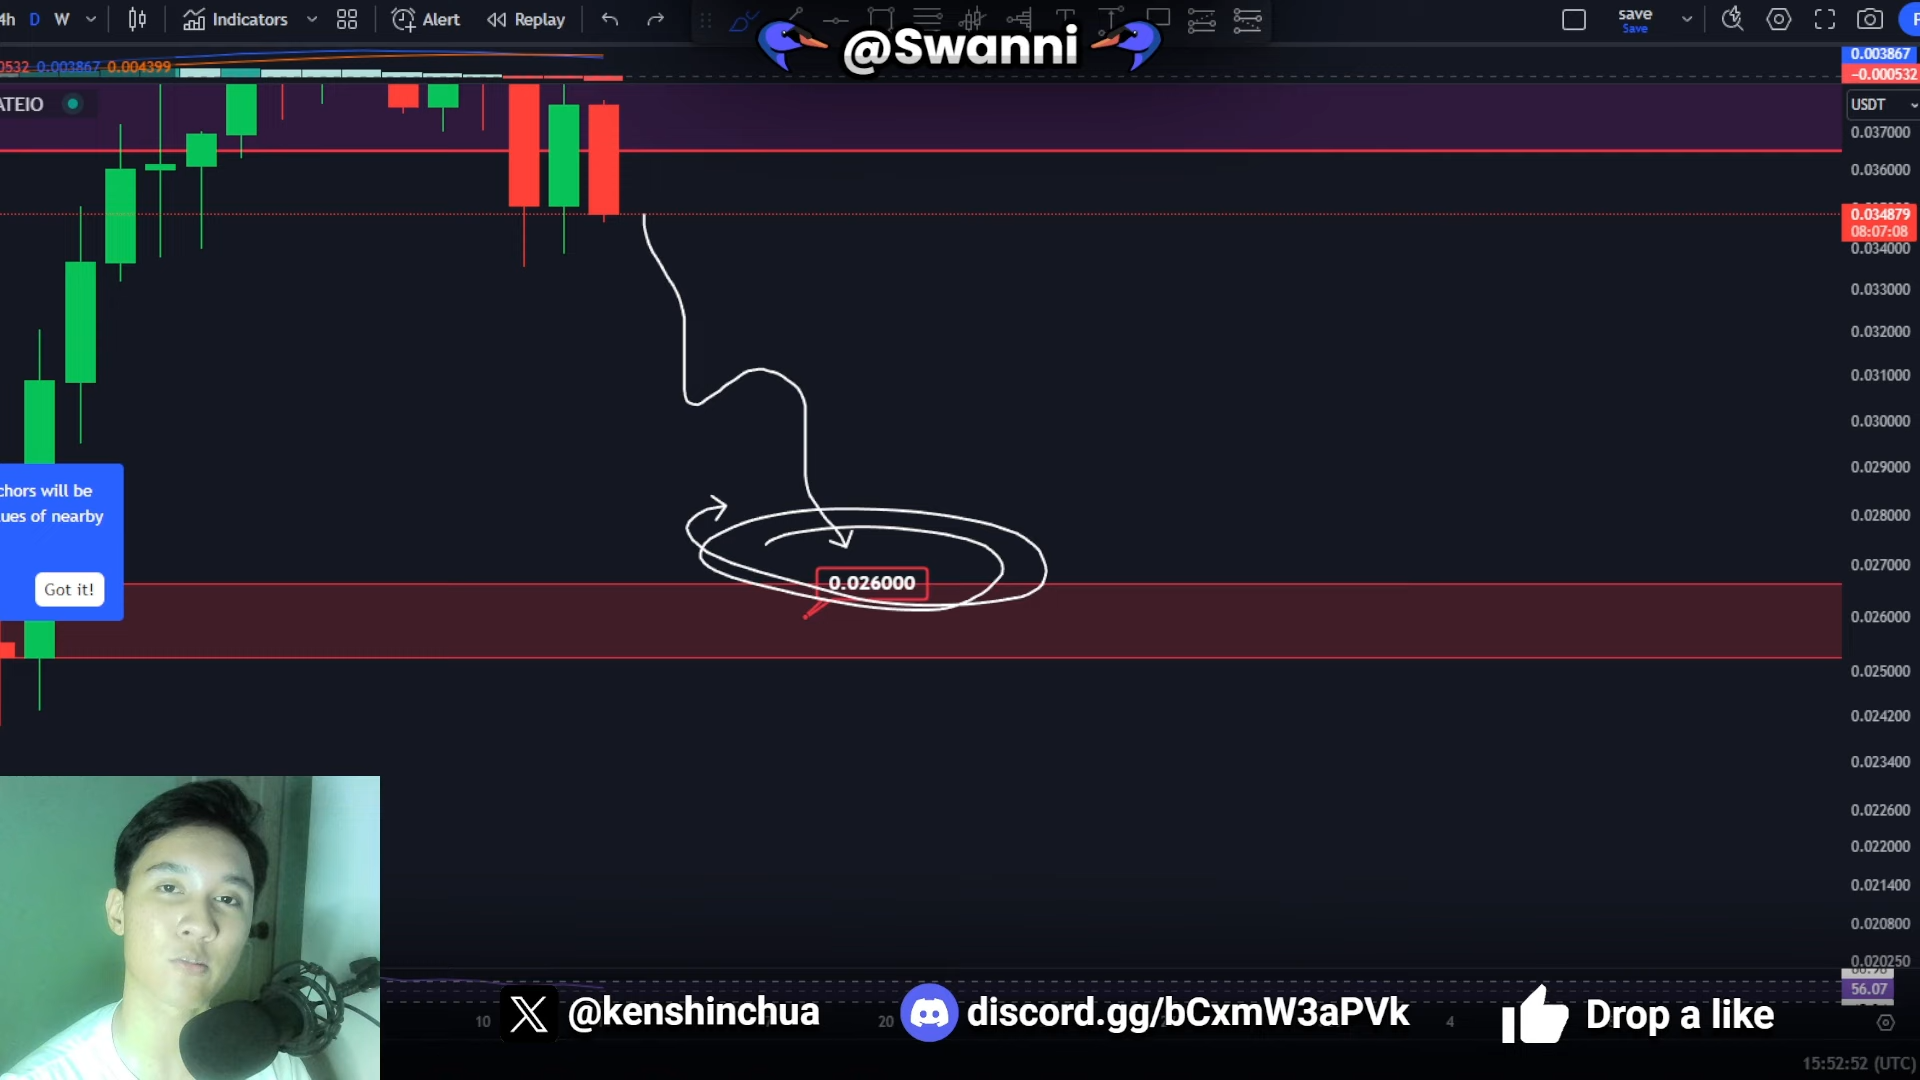 4h D W Indicators Alert Replay save
Save
@Swanni
0532 0.003867 0.004399
0.003867
−0.000532
ATEIO
USDT
0.037000
0.036000
0.034879
08:07:08
0.034000
0.033000
0.032000
0.031000
0.030000
0.029000
chors will be
ues of nearby
Got it!
0.028000
0.027000
0.026000
0.026000
0.025000
0.024200
0.023400
0.022600
0.022000
0.021400
0.020800
0.020250
56.07
10 20 4
@kenshinchua discord.gg/bCxmW3aPVk Drop a like
15:52:52 (UTC)